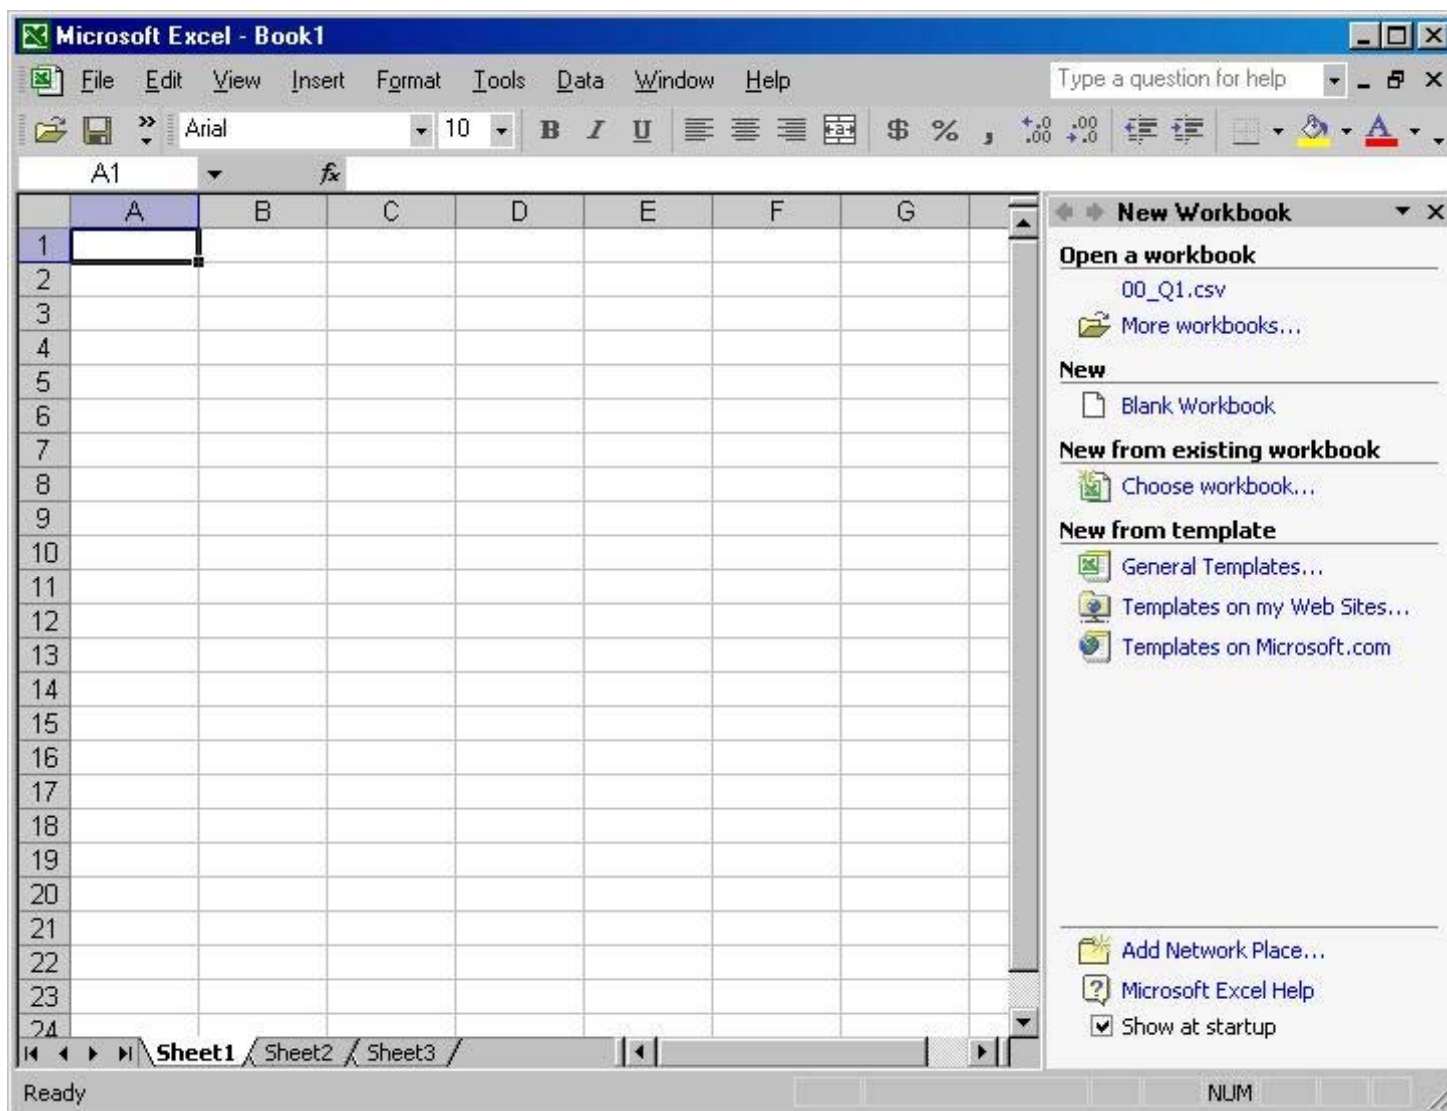 Microsoft Excel - Book1
File Edit View Insert Format Tools Data Window Help Type a question for help
Arial 10 B I U $ % , .00 .00 A
A1 fx
A B C D E F G
New Workbook
Open a workbook
00_Q1.csv
More workbooks...
New
Blank Workbook
New from existing workbook
Choose workbook...
New from template
General Templates...
Templates on my Web Sites...
Templates on Microsoft.com
Add Network Place...
Microsoft Excel Help
Show at startup
1
2
3
4
5
6
7
8
9
10
11
12
13
14
15
16
17
18
19
20
21
22
23
24
Sheet1 Sheet2 Sheet3
Ready NUM